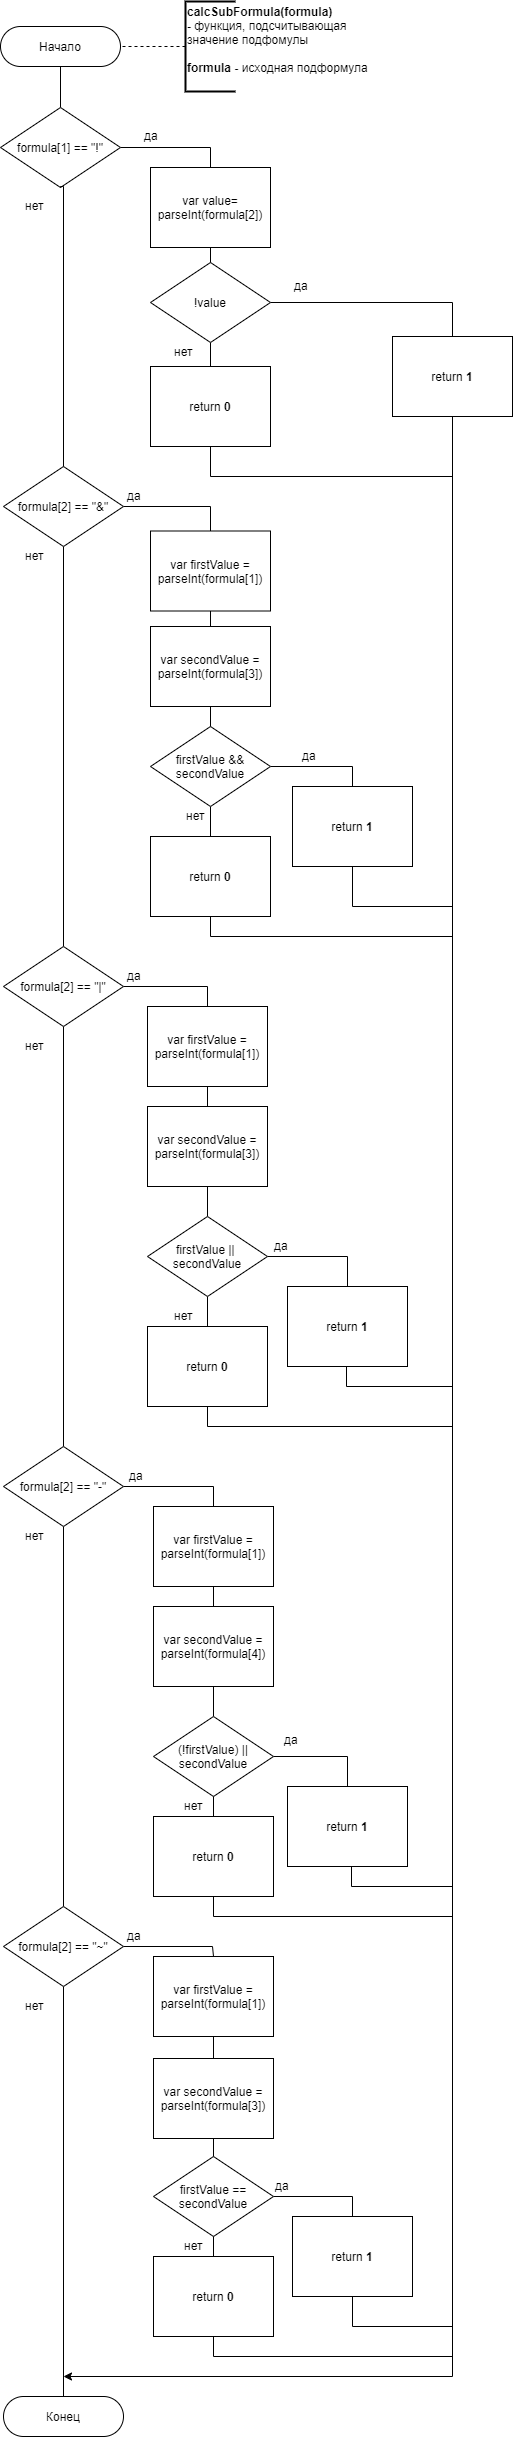 calcSubFormula(formula)
- функция, подсчитывающая
значение подфомулы
formula - исходная подформула
Начало
formula[1] == "!"
да
нет
var value=
parseInt(formula[2])
!value
да
нет
return 1
return 0
formula[2] == "&"
да
нет
var firstValue =
parseInt(formula[1])
var secondValue =
parseInt(formula[3])
firstValue &&
secondValue
да
нет
return 1
return 0
formula[2] == "|"
да
нет
var firstValue =
parseInt(formula[1])
var secondValue =
parseInt(formula[3])
firstValue ||
secondValue
да
нет
return 1
return 0
formula[2] == "-"
да
нет
var firstValue =
parseInt(formula[1])
var secondValue =
parseInt(formula[4])
(!firstValue) ||
secondValue
да
нет
return 1
return 0
formula[2] == "~"
да
нет
var firstValue =
parseInt(formula[1])
var secondValue =
parseInt(formula[3])
firstValue ==
secondValue
да
нет
return 1
return 0
Конец